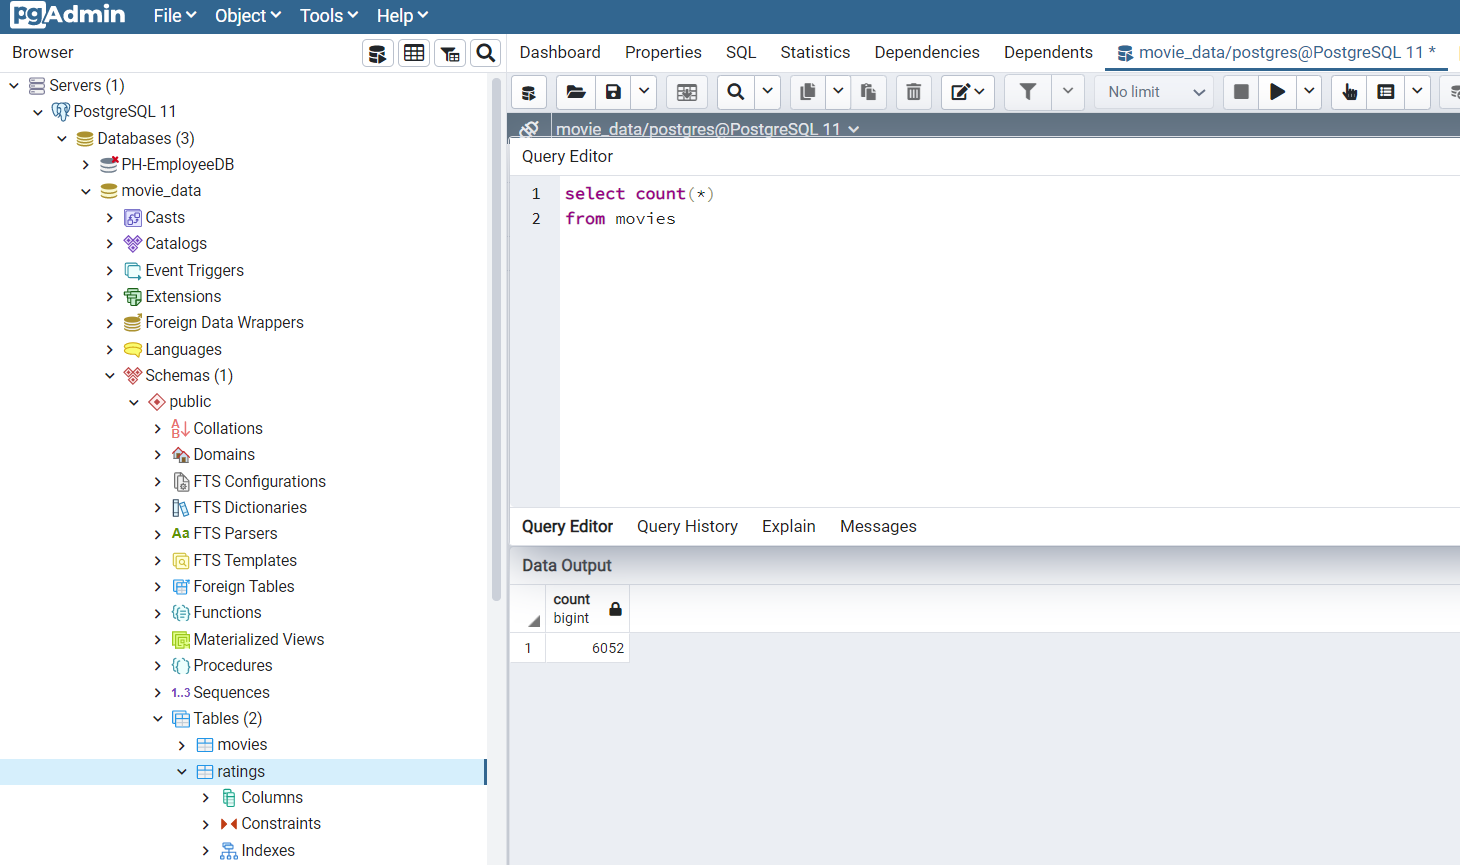 pgAdmin File Object Tools Help
Browser
Dashboard Properties SQL Statistics Dependencies Dependents movie_data/postgres@PostgreSQL 11 *
No limit
movie_data/postgres@PostgreSQL 11
Servers (1)
PostgreSQL 11
Databases (3)
PH-EmployeeDB
movie_data
Casts
Catalogs
Event Triggers
Extensions
Foreign Data Wrappers
Languages
Schemas (1)
public
A
B
Collations
Domains
FTS Configurations
FTS Dictionaries
Aa FTS Parsers
FTS Templates
Foreign Tables
Functions
Materialized Views
Procedures
1..3 Sequences
Tables (2)
movies
ratings
Columns
Constraints
Indexes
Query Editor
1 select count(*)
2 from movies
Query Editor Query History Explain Messages
Data Output
count
bigint
1 6052